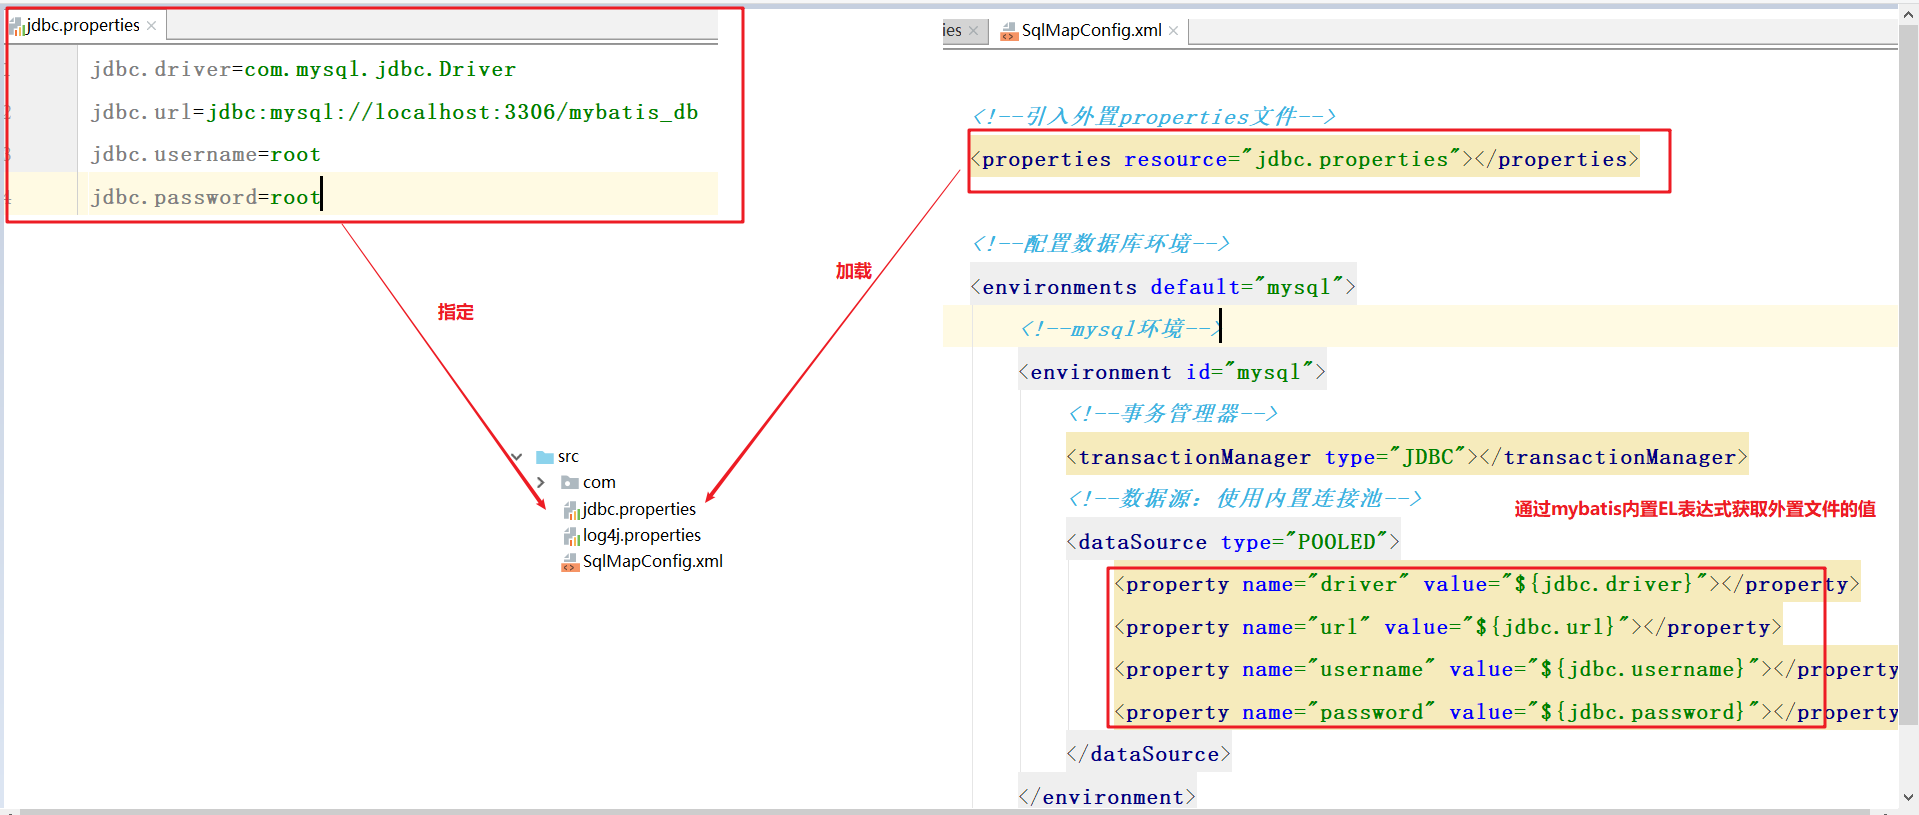 jdbc.properties
1 jdbc.driver=com.mysql.jdbc.Driver
2 jdbc.url=jdbc:mysql://localhost:3306/mybatis_db
3 jdbc.username=root
4 jdbc.password=root
指定
加载
src
com
jdbc.properties
log4j.properties
SqlMapConfig.xml
ies
SqlMapConfig.xml
<!--引入外置properties文件-->
<properties resource="jdbc.properties"></properties>
<!--配置数据库环境-->
<environments default="mysql">
<!--mysql环境-->
<environment id="mysql">
<!--事务管理器-->
<transactionManager type="JDBC"></transactionManager>
<!--数据源：使用内置连接池-->
通过mybatis内置EL表达式获取外置文件的值
<dataSource type="POOLED">
<property name="driver" value="${jdbc.driver}"></property>
<property name="url" value="${jdbc.url}"></property>
<property name="username" value="${jdbc.username}"></property
<property name="password" value="${jdbc.password}"></property
</dataSource>
</environment>